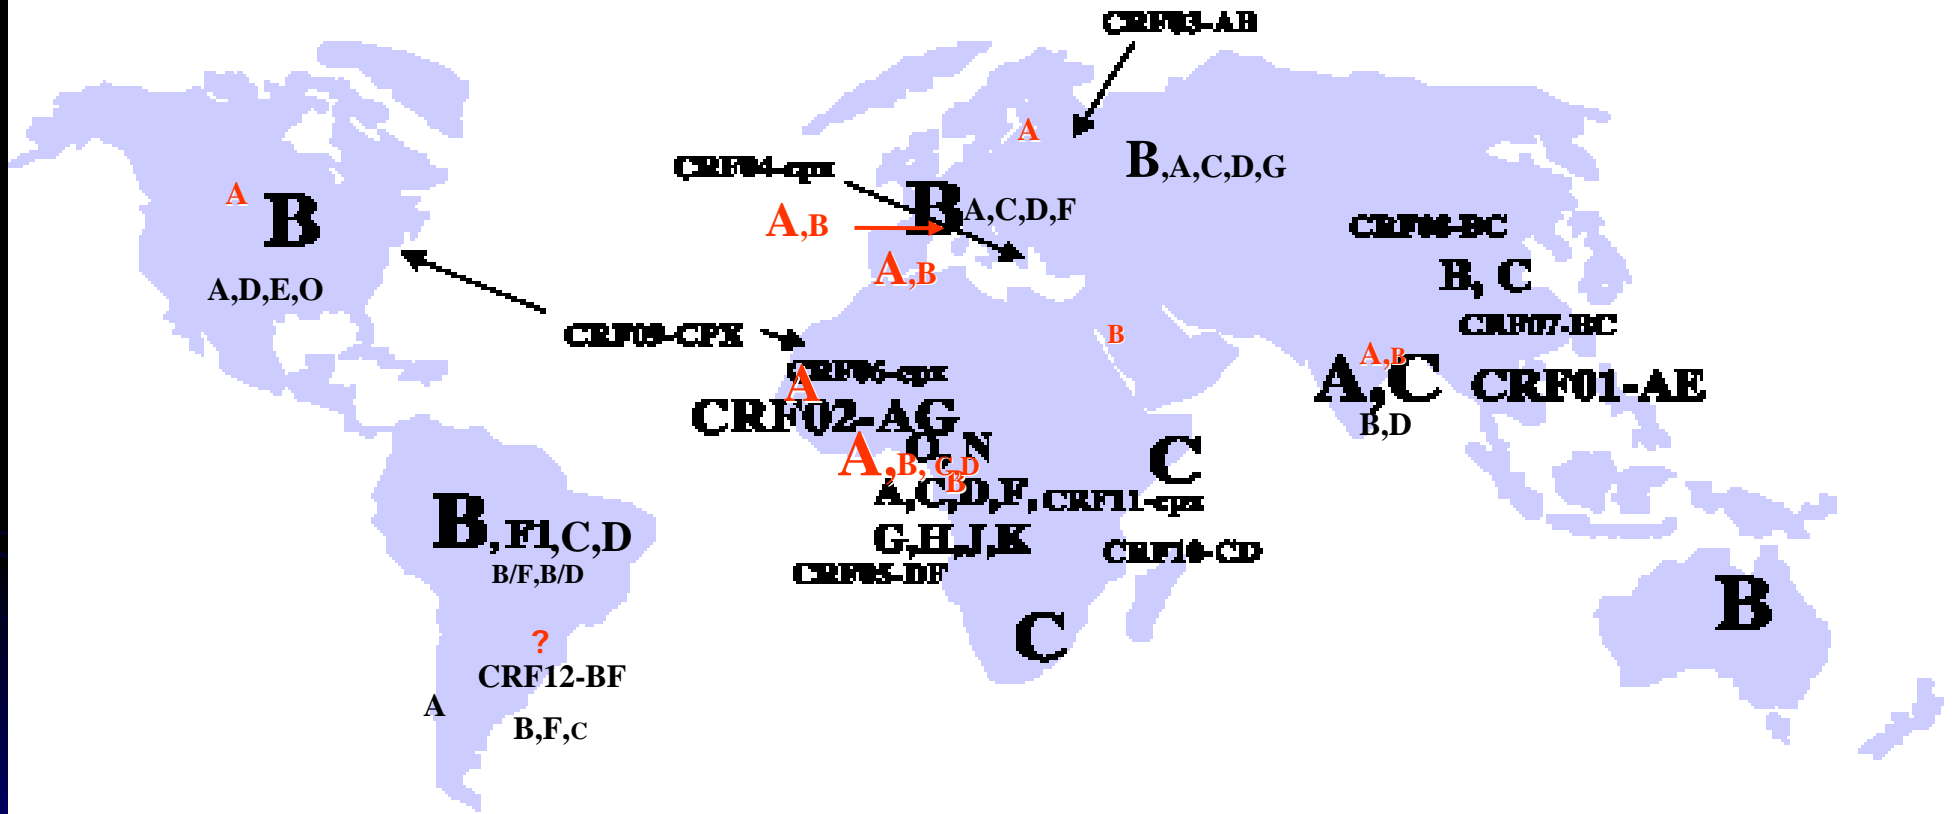 CRF03-AB
A
B,A,C,D,G
CRF04-cpx
A
B
B A,C,D,F
A,B
CRF08-BC
A,B
B, C
A,D,E,O
CRF07-BC
CRF09-CPX
B
A,B
CRF06-cpx
A
A,C
CRF01-AE
CRF02-AG
B,D
O, N
A,B, C,D
C
B
A,C,D,F,
CRF11-cpx
B, F1,C,D
G,H,J,K
CRF10-CD
B/F,B/D
CRF05-DF
B
C
?
CRF12-BF
A
B,F,C